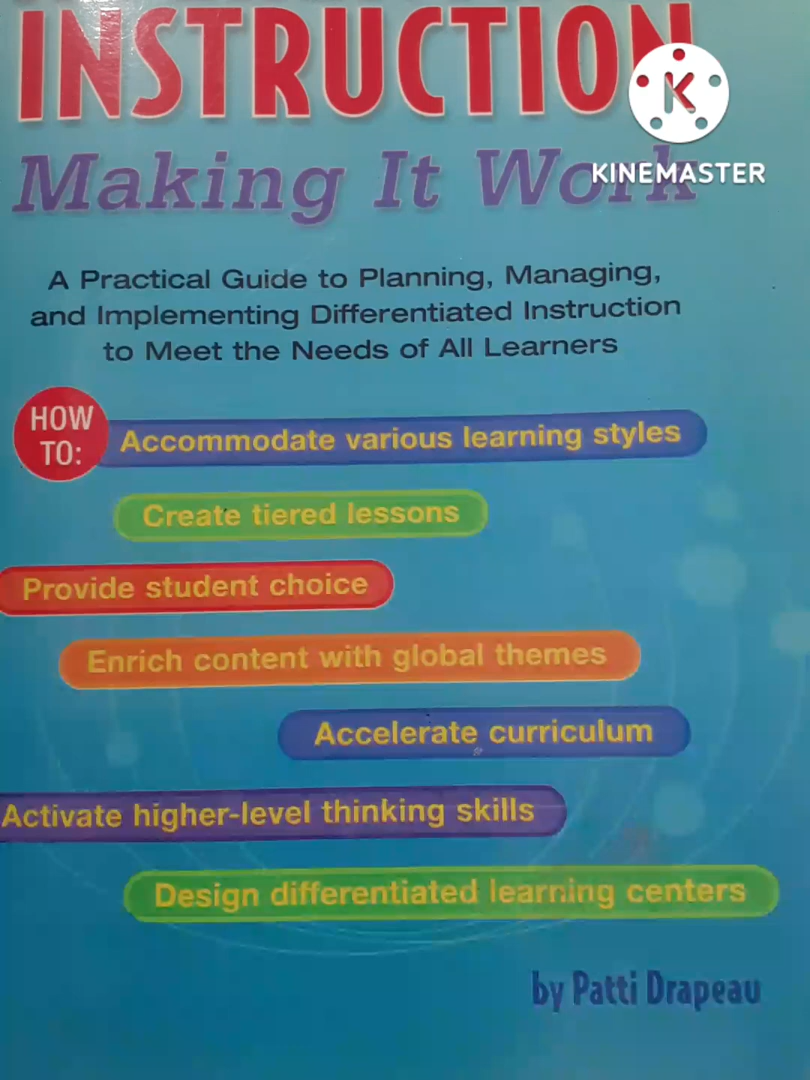 INSTRUCTION
K
KINEMASTER
Making It Work
A Practical Guide to Planning, Managing,
and Implementing Differentiated Instruction
to Meet the Needs of All Learners
HOW
TO:
Accommodate various learning styles
Create tiered lessons
Provide student choice
Enrich content with global themes
Accelerate curriculum
Activate higher-level thinking skills
Design differentiated learning centers
by Patti Drapeau